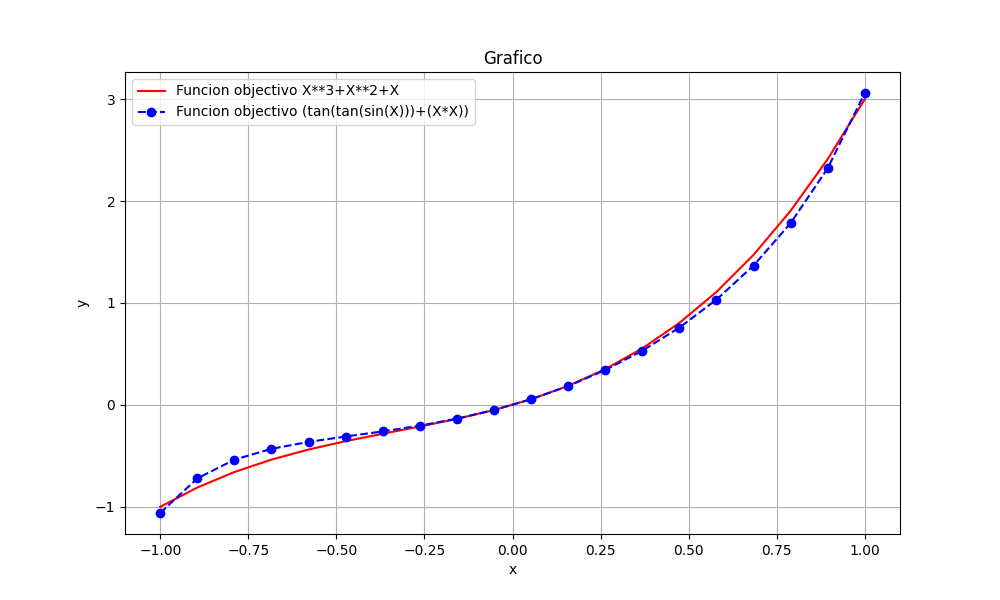 Grafico
Funcion objectivo X**3+X**2+X
Funcion objectivo (tan(tan(sin(X)))+(X*X))
3
2
1
0
−1
y
−1.00 −0.75 −0.50 −0.25 0.00 0.25 0.50 0.75 1.00
x